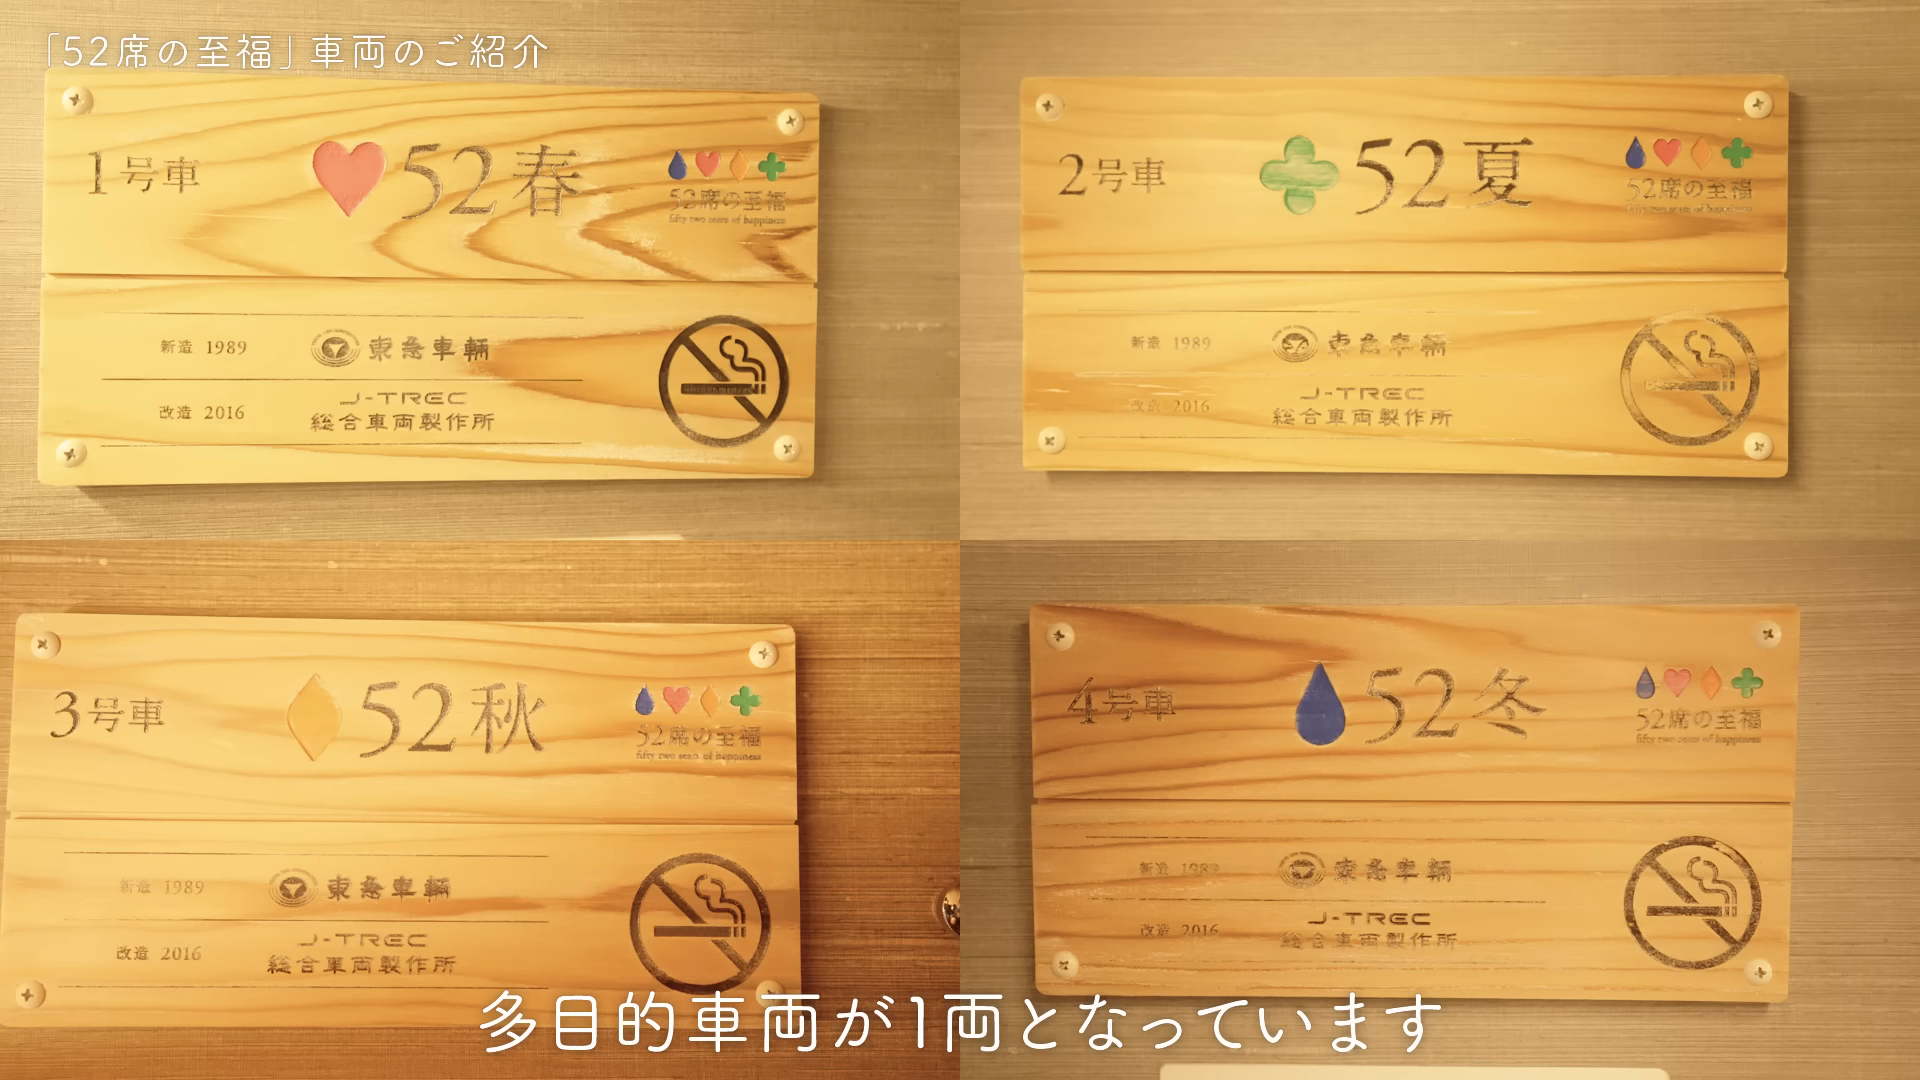 「52席の至福」車両のご紹介
1号車
52春
52席の至福
fifty two seats of happiness
新造 1989
東急車輛
改造 2016
J-TREC
総合車両製作所
2号車
52夏
52席の至福
fifty two seats of happiness
新造 1989
東急車輛
改造 2016
J-TREC
総合車両製作所
3号車
52秋
52席の至福
fifty two seats of happiness
新造 1989
東急車輛
改造 2016
J-TREC
総合車両製作所
4号車
52冬
52席の至福
fifty two seats of happiness
新造 1989
東急車輛
改造 2016
J-TREC
総合車両製作所
多目的車両が1両となっています